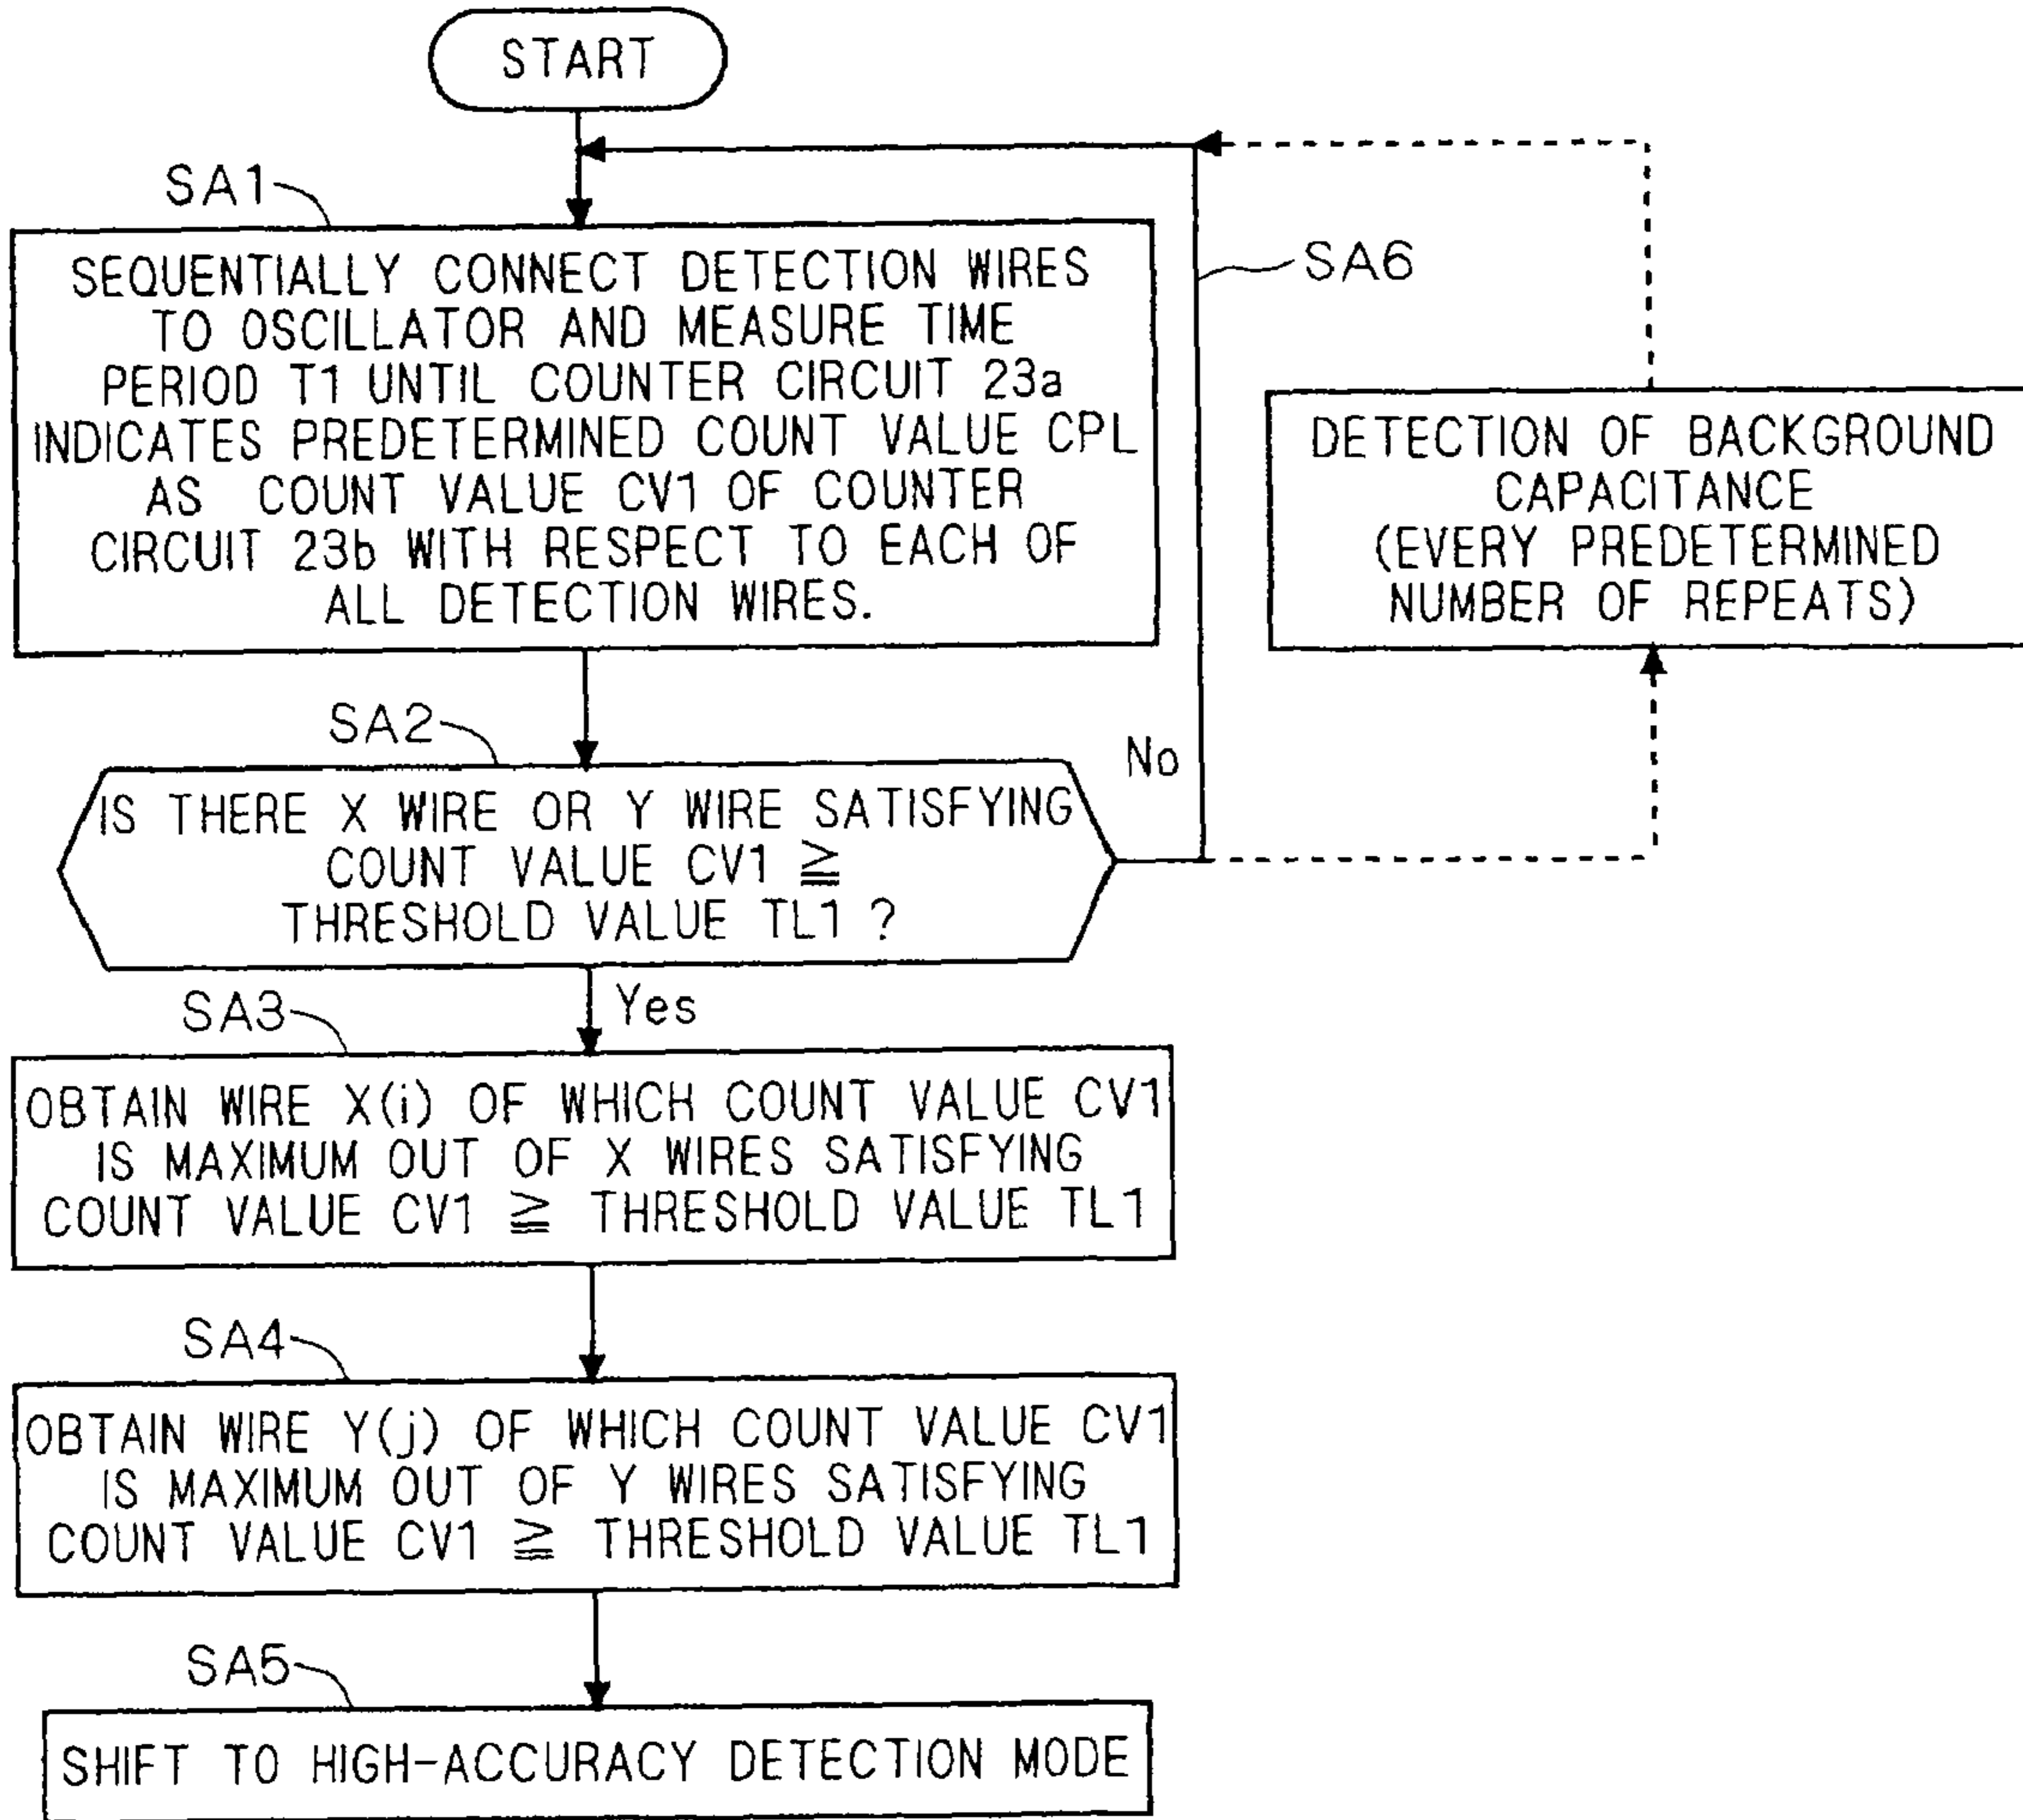 START
SA1
SEQUENTIALLY CONNECT DETECTION WIRES
TO OSCILLATOR AND MEASURE TIME
PERIOD T1 UNTIL COUNTER CIRCUIT 23a
INDICATES PREDETERMINED COUNT VALUE CPL
AS COUNT VALUE CV1 OF COUNTER
CIRCUIT 23b WITH RESPECT TO EACH OF
ALL DETECTION WIRES.
SA6
DETECTION OF BACKGROUND
CAPACITANCE
(EVERY PREDETERMINED
NUMBER OF REPEATS)
SA2
No
IS THERE X WIRE OR Y WIRE SATISFYING
COUNT VALUE CV1 ≧
THRESHOLD VALUE TL1 ?
Yes
SA3
OBTAIN WIRE X(i) OF WHICH COUNT VALUE CV1
IS MAXIMUM OUT OF X WIRES SATISFYING
COUNT VALUE CV1 ≧ THRESHOLD VALUE TL1
SA4
OBTAIN WIRE Y(j) OF WHICH COUNT VALUE CV1
IS MAXIMUM OUT OF Y WIRES SATISFYING
COUNT VALUE CV1 ≧ THRESHOLD VALUE TL1
SA5
SHIFT TO HIGH-ACCURACY DETECTION MODE